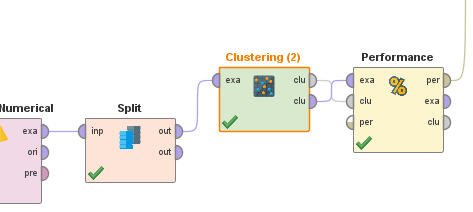 Clustering (2)
Performance
exa
clu
clu
exa
clu
per
per
exa
clu
Numerical
Split
exa
ori
pre
inp
out
out